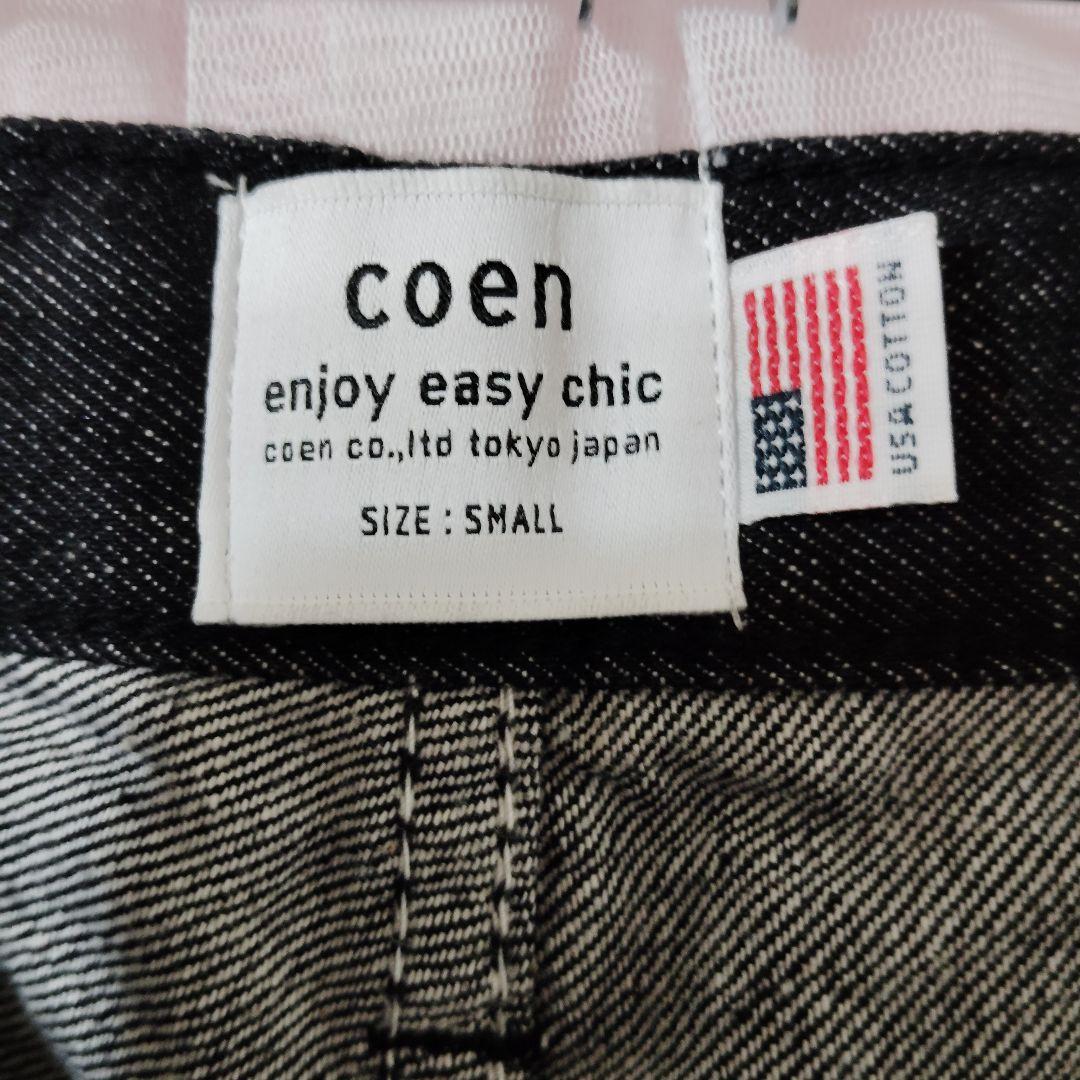 coen
enjoy easy chic
coen co.,ltd tokyo japan
SIZE : SMALL
USA COTTON